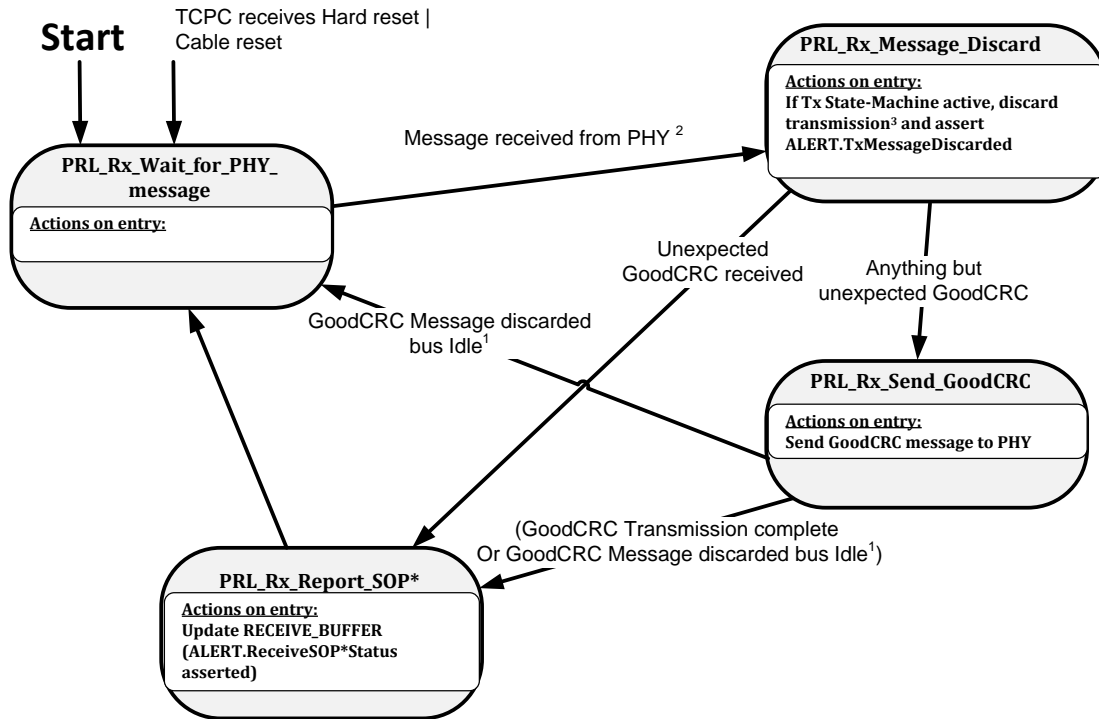 Start
TCPC receives Hard reset |
Cable reset
PRL_Rx_Message_Discard
Actions on entry:
If Tx State-Machine active, discard
transmission³ and assert
ALERT.TxMessageDiscarded
Message received from PHY ²
PRL_Rx_Wait_for_PHY_
message
Actions on entry:
Unexpected
GoodCRC received
Anything but
unexpected GoodCRC
GoodCRC Message discarded
bus Idle¹
PRL_Rx_Send_GoodCRC
Actions on entry:
Send GoodCRC message to PHY
(GoodCRC Transmission complete
Or GoodCRC Message discarded bus Idle¹)
PRL_Rx_Report_SOP*
Actions on entry:
Update RECEIVE_BUFFER
(ALERT.ReceiveSOP*Status
asserted)